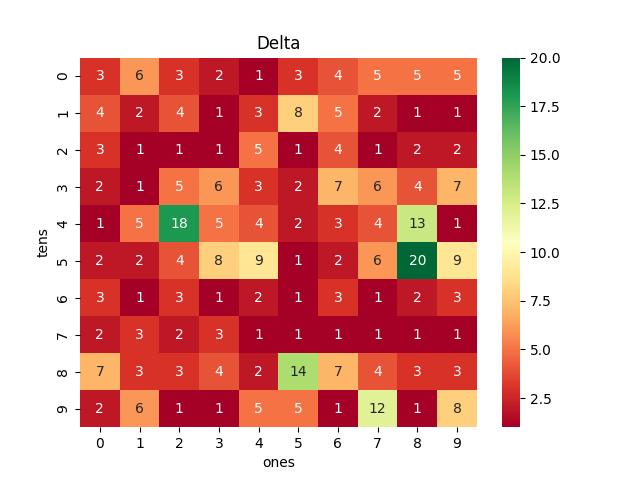 Delta
20.0
0 3 6 3 2 1 3 4 5 5 5
17.5
1 4 2 4 1 3 8 5 2 1 1
2 3 1 1 1 5 1 4 1 2 2
15.0
3 2 1 5 6 3 2 7 6 4 7
12.5
tens
4 1 5 18 5 4 2 3 4 13 1
10.0
5 2 2 4 8 9 1 2 6 20 9
7.5
6 3 1 3 1 2 1 3 1 2 3
7 2 3 2 3 1 1 1 1 1 1
5.0
8 7 3 3 4 2 14 7 4 3 3
2.5
9 2 6 1 1 5 5 1 12 1 8
0 1 2 3 4 5 6 7 8 9
ones